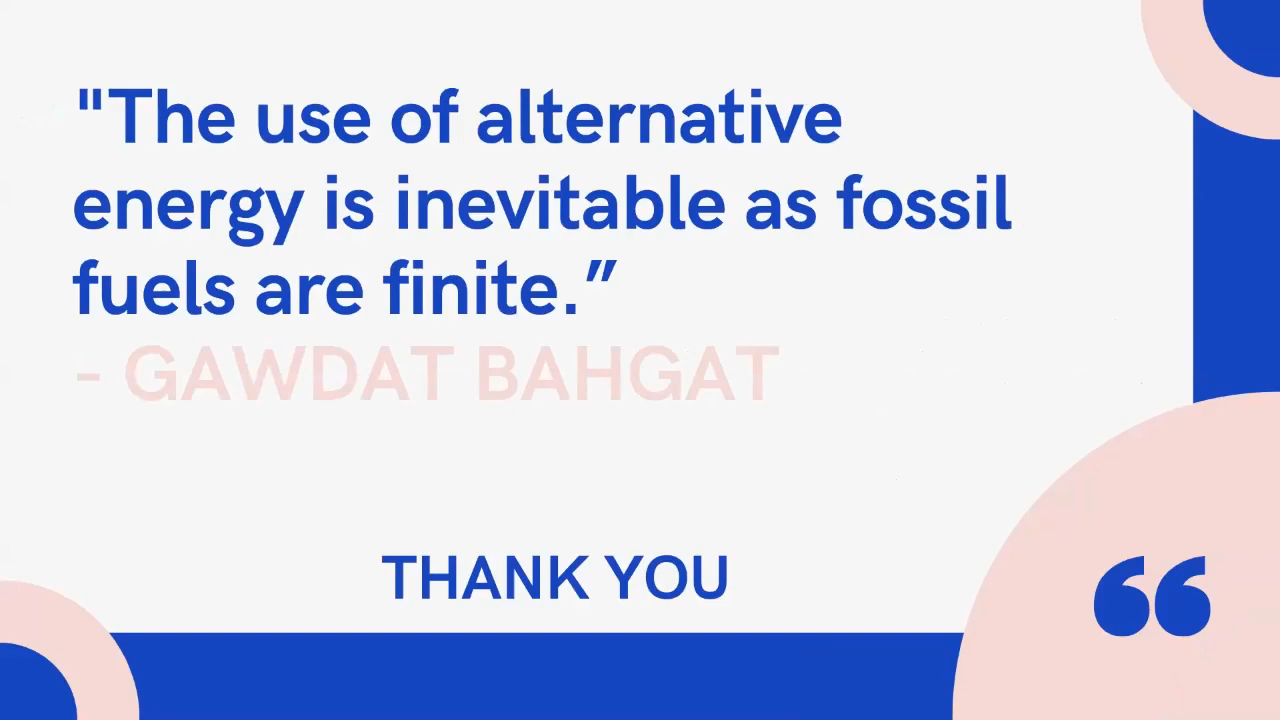 "The use of alternative
energy is inevitable as fossil
fuels are finite.”
- GAWDAT BAHGAT
THANK YOU
“